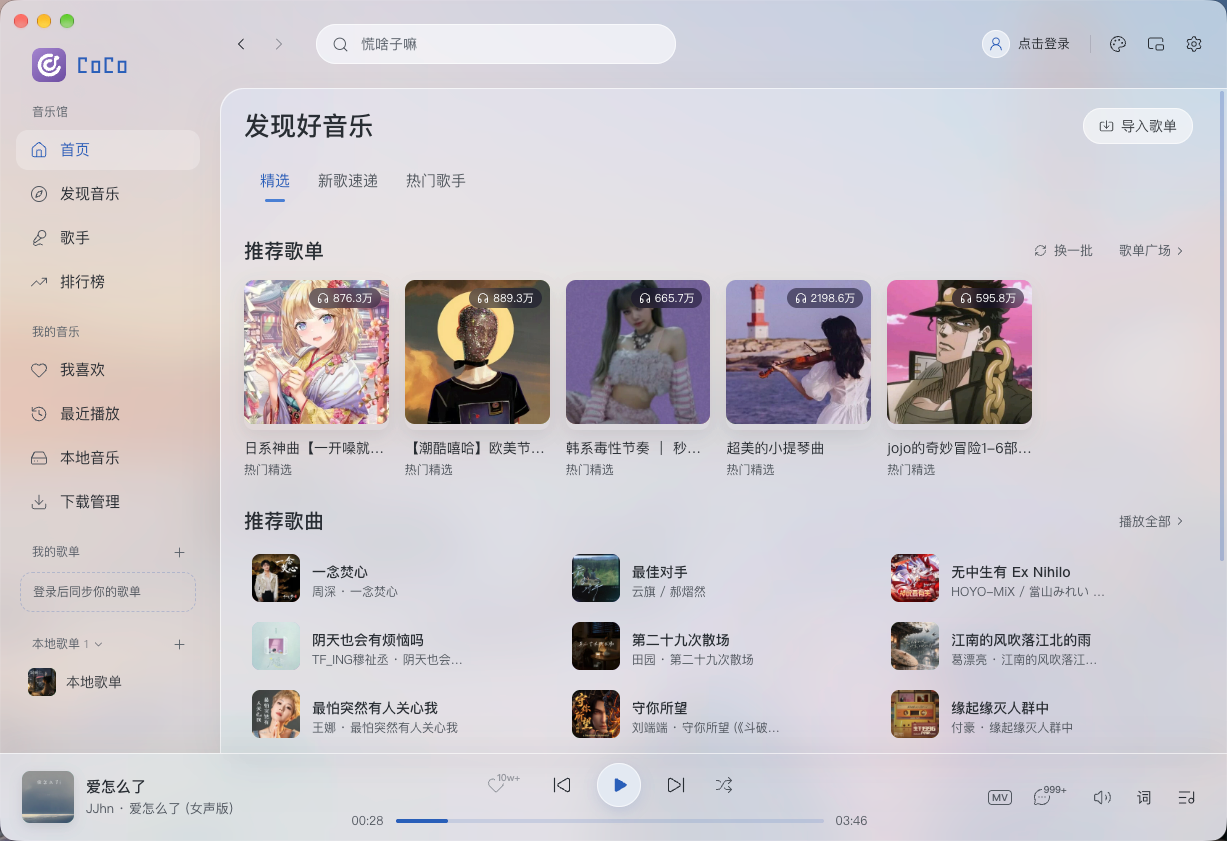 CoCo
慌啥子嘛
点击登录
音乐馆
首页
发现音乐
歌手
排行榜
我的音乐
我喜欢
最近播放
本地音乐
下载管理
我的歌单
登录后同步你的歌单
本地歌单 1
本地歌单
发现好音乐
导入歌单
精选 新歌速递 热门歌手
推荐歌单
换一批 歌单广场
876.3万
日系神曲【一开嗓就...
热门精选
889.3万
【潮酷嘻哈】欧美节...
热门精选
665.7万
韩系毒性节奏 ｜ 秒...
热门精选
2198.6万
超美的小提琴曲
热门精选
595.8万
jojo的奇妙冒险1-6部...
热门精选
推荐歌曲
播放全部
一念焚心
周深 · 一念焚心
最佳对手
云旗 / 郝熠然
无中生有 Ex Nihilo
HOYO-MiX / 當山みれい ...
阴天也会有烦恼吗
TF_ING穆祉丞 · 阴天也会...
第二十九次散场
田园 · 第二十九次散场
江南的风吹落江北的雨
葛漂亮 · 江南的风吹落江...
最怕突然有人关心我
王娜 · 最怕突然有人关心我
守你所望
刘端端 · 守你所望 (《斗破...
缘起缘灭人群中
付豪 · 缘起缘灭人群中
爱怎么了
JJhn · 爱怎么了 (女声版)
10w+
00:28
03:46
MV
999+
词